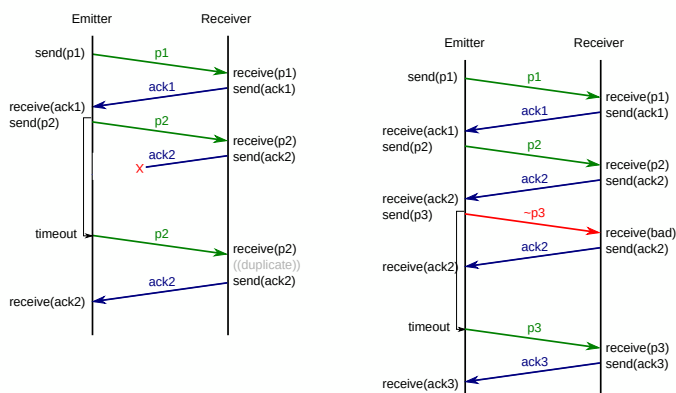 Emitter
Receiver
send(p1)
p1
receive(p1)
ack1
send(ack1)
receive(ack1)
send(p2)
p2
receive(p2)
ack2
send(ack2)
X
timeout
p2
receive(p2)
((duplicate))
ack2
send(ack2)
receive(ack2)
Emitter
Receiver
send(p1)
p1
receive(p1)
ack1
send(ack1)
receive(ack1)
send(p2)
p2
receive(p2)
ack2
send(ack2)
receive(ack2)
send(p3)
~p3
receive(bad)
ack2
send(ack2)
receive(ack2)
timeout
p3
receive(p3)
ack3
send(ack3)
receive(ack3)